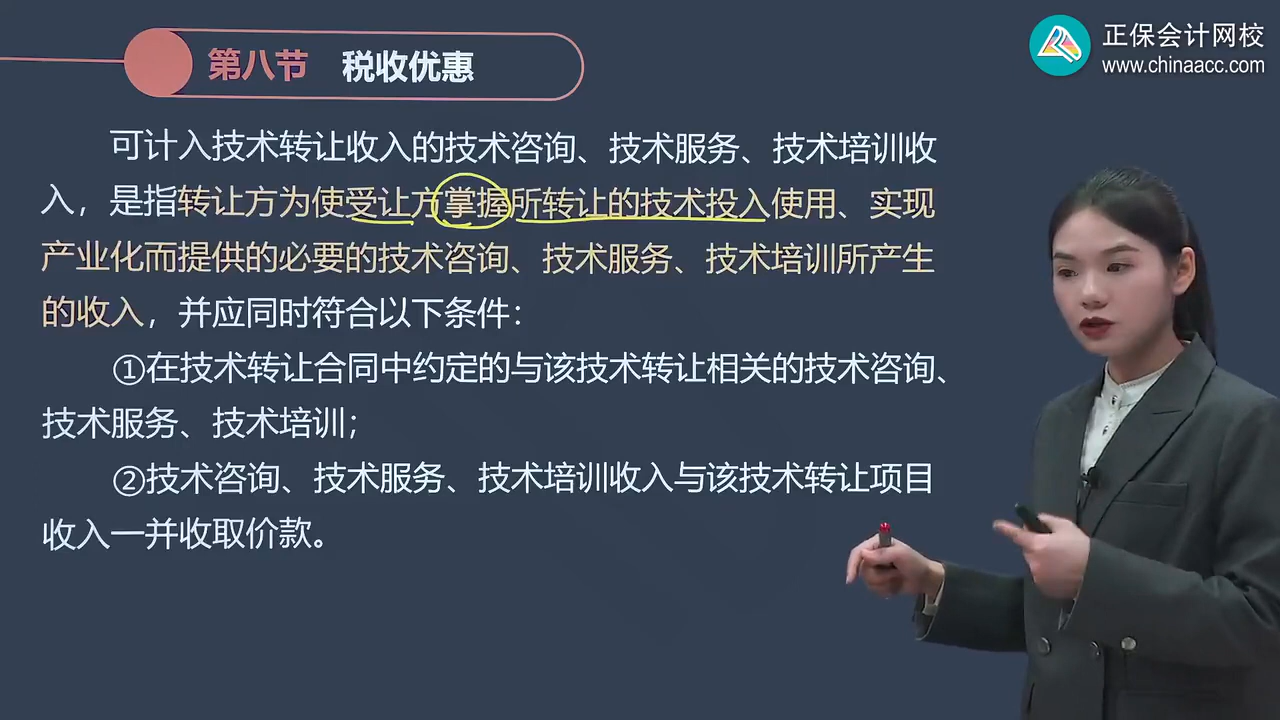 第八节 税收优惠
正保会计网校
www.chinaacc.com
可计入技术转让收入的技术咨询、技术服务、技术培训收
入，是指转让方为使受让方掌握所转让的技术投入使用、实现
产业化而提供的必要的技术咨询、技术服务、技术培训所产生
的收入，并应同时符合以下条件：
①在技术转让合同中约定的与该技术转让相关的技术咨询、
技术服务、技术培训；
②技术咨询、技术服务、技术培训收入与该技术转让项目
收入一并收取价款。